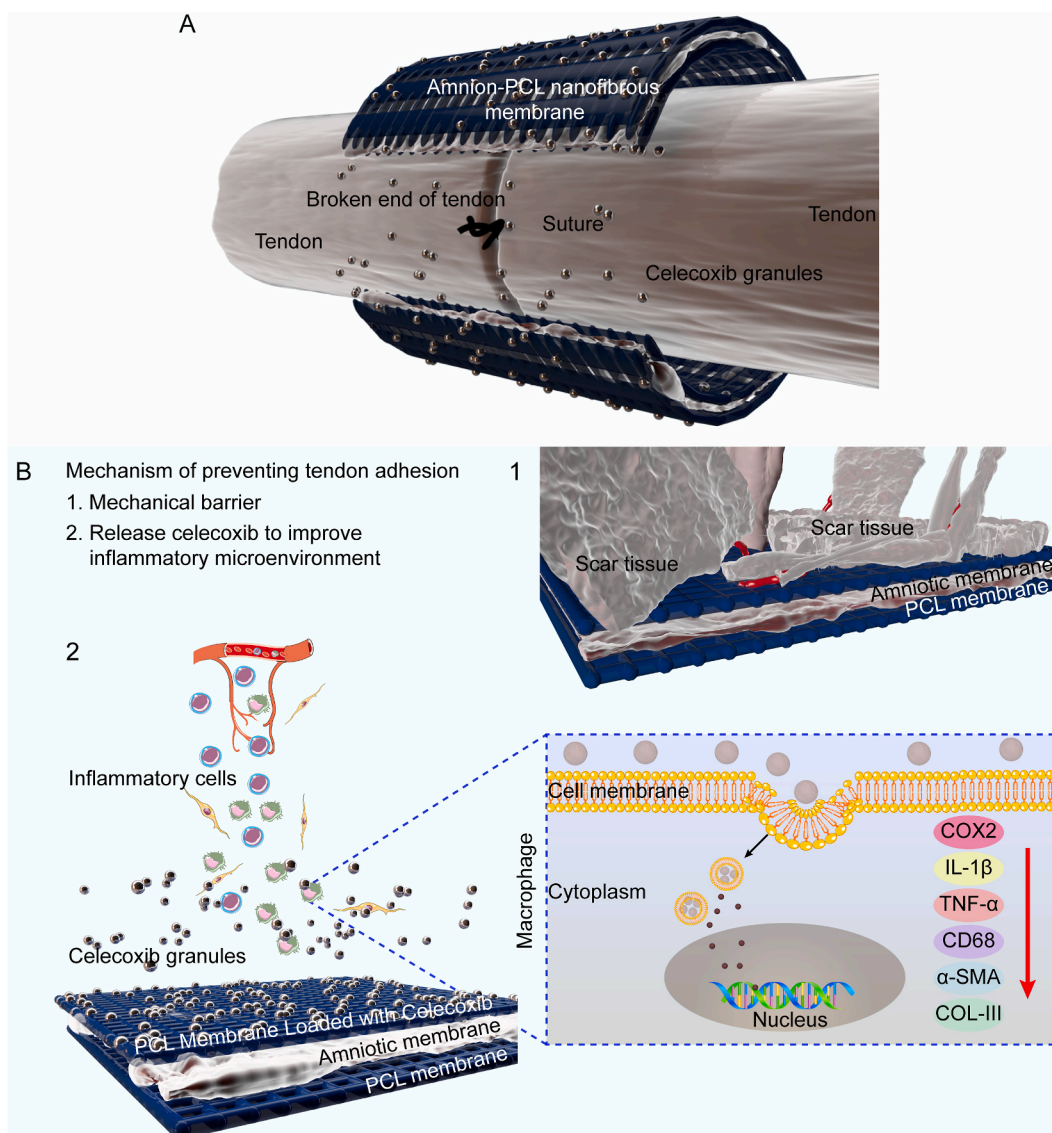 A
Amnion-PCL nanofibrous
membrane
Broken end of tendon
Suture
Tendon
Tendon
Celecoxib granules
B
Mechanism of preventing tendon adhesion
1. Mechanical barrier
2. Release celecoxib to improve
inflammatory microenvironment
1
Scar tissue
Scar tissue
Amniotic membrane
PCL membrane
2
Inflammatory cells
Celecoxib granules
PCL Membrane Loaded with Celecoxib
Amniotic membrane
PCL membrane
Macrophage
Cell membrane
Cytoplasm
Nucleus
COX2
IL-1β
TNF-α
CD68
α-SMA
COL-III